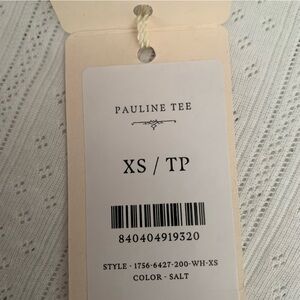 PAULINE TEE
XS / TP
840404919320
STYLE - 1756-6427-200-WH-XS
COLOR - SALT